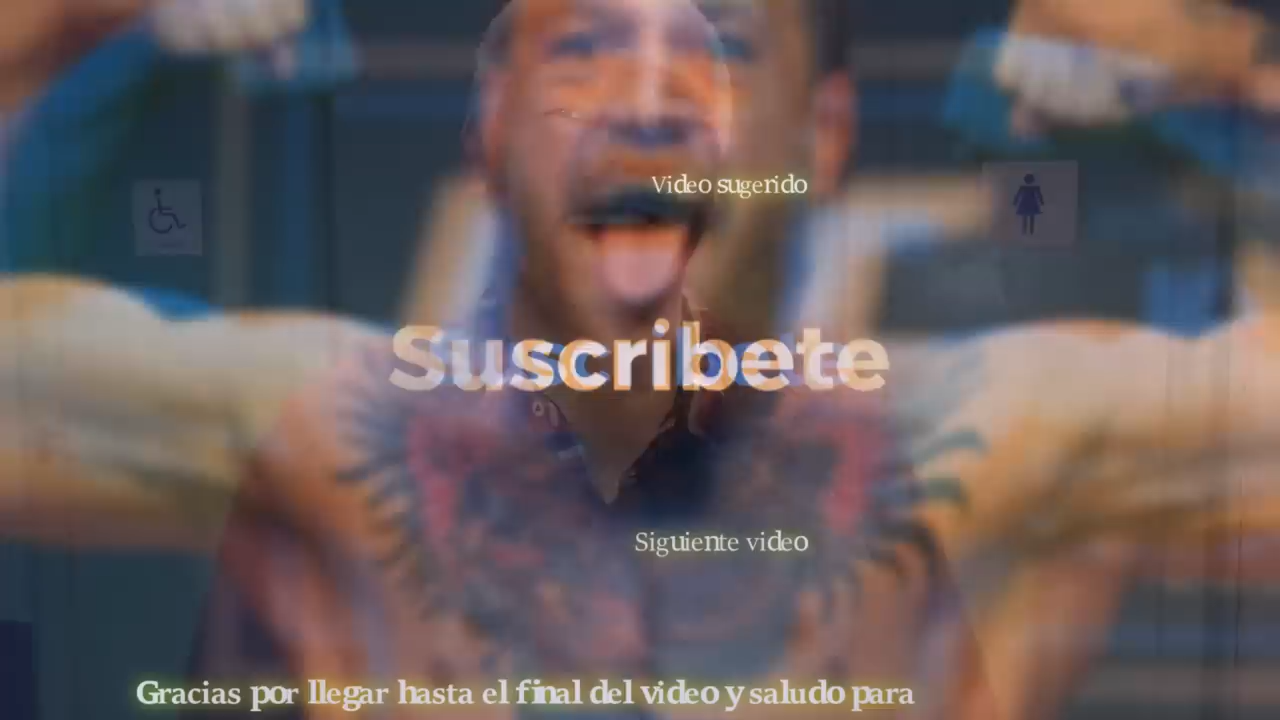 Video sugerido
Suscribete
Siguiente video
Gracias por llegar hasta el final del video y saludo para